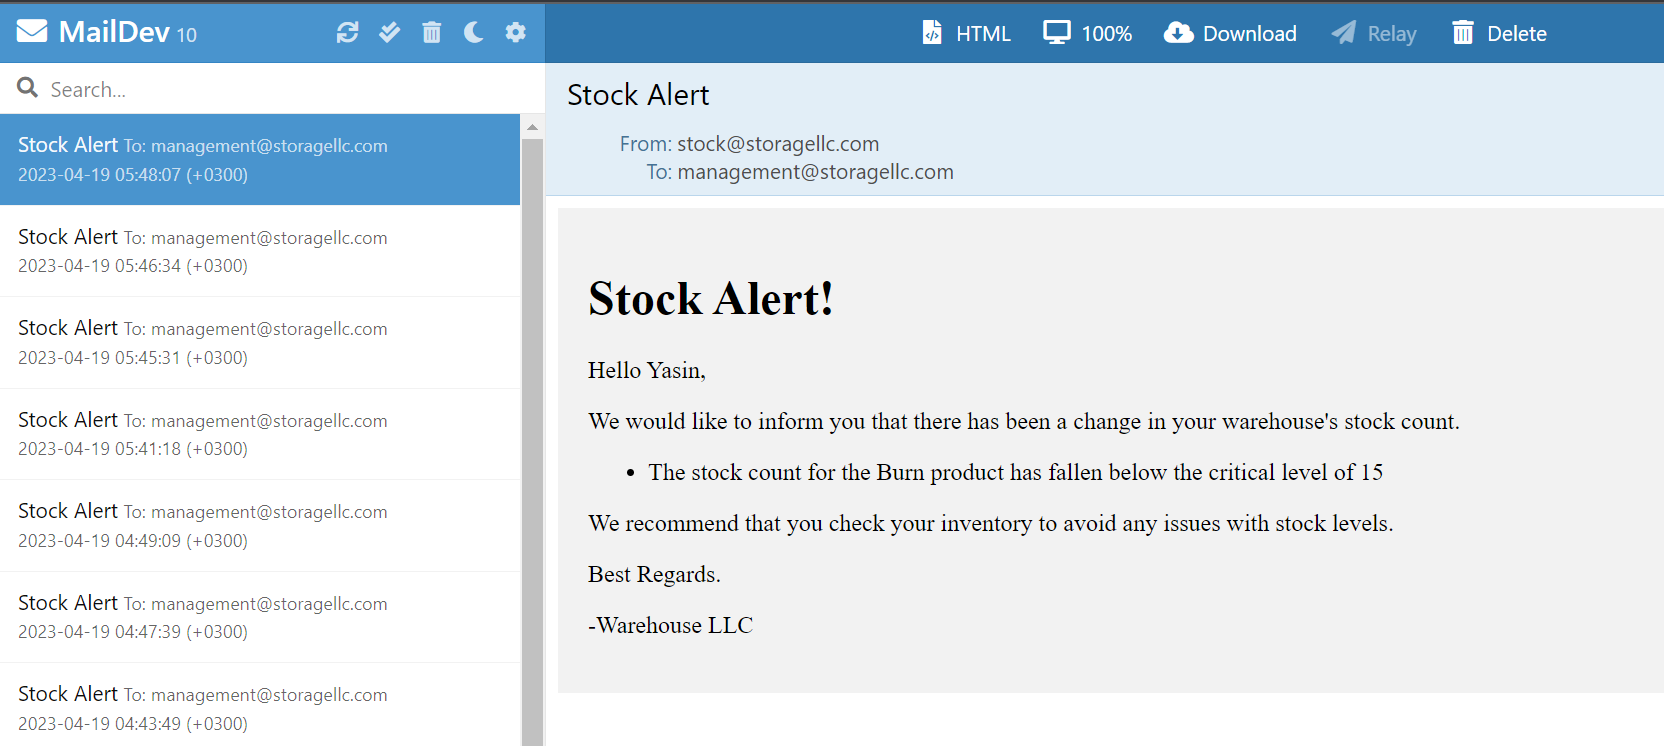 MailDev 10
HTML
100%
Download
Relay
Delete
Search...
Stock Alert To: management@storagellc.com
2023-04-19 05:48:07 (+0300)
Stock Alert To: management@storagellc.com
2023-04-19 05:46:34 (+0300)
Stock Alert To: management@storagellc.com
2023-04-19 05:45:31 (+0300)
Stock Alert To: management@storagellc.com
2023-04-19 05:41:18 (+0300)
Stock Alert To: management@storagellc.com
2023-04-19 04:49:09 (+0300)
Stock Alert To: management@storagellc.com
2023-04-19 04:47:39 (+0300)
Stock Alert To: management@storagellc.com
2023-04-19 04:43:49 (+0300)
Stock Alert
From: stock@storagellc.com
To: management@storagellc.com
Stock Alert!
Hello Yasin,
We would like to inform you that there has been a change in your warehouse's stock count.
• The stock count for the Burn product has fallen below the critical level of 15
We recommend that you check your inventory to avoid any issues with stock levels.
Best Regards.
-Warehouse LLC